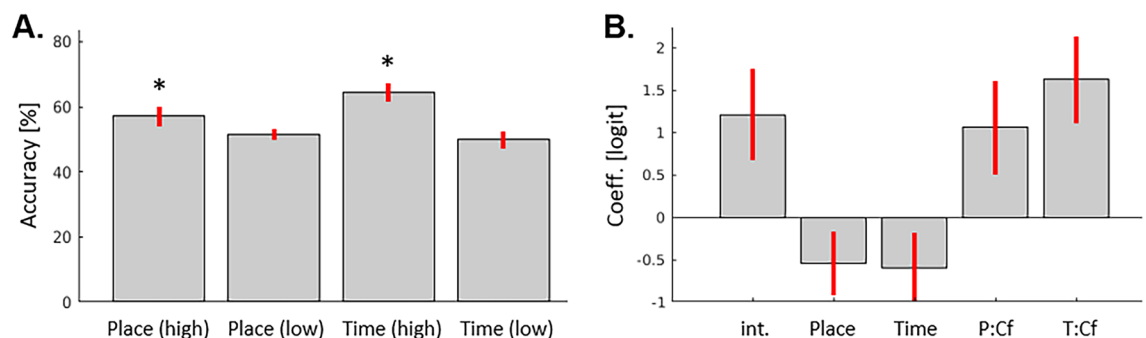 A.
Accuracy [%]
80
60
40
20
0
*
*
Place (high) Place (low) Time (high) Time (low)
B.
Coeff. [logit]
2
1.5
1
0.5
0
-0.5
-1
int. Place Time P:Cf T:Cf